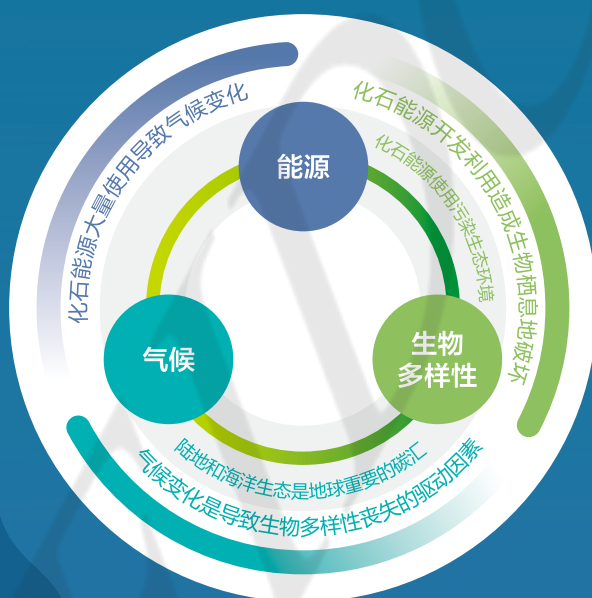 化石能源大量使用导致气候变化
化石能源开发利用造成生物栖息地破坏
化石能源使用污染生态环境
能源
气候
生物
多样性
陆地和海洋生态是地球重要的碳汇
气候变化是导致生物多样性丧失的驱动因素